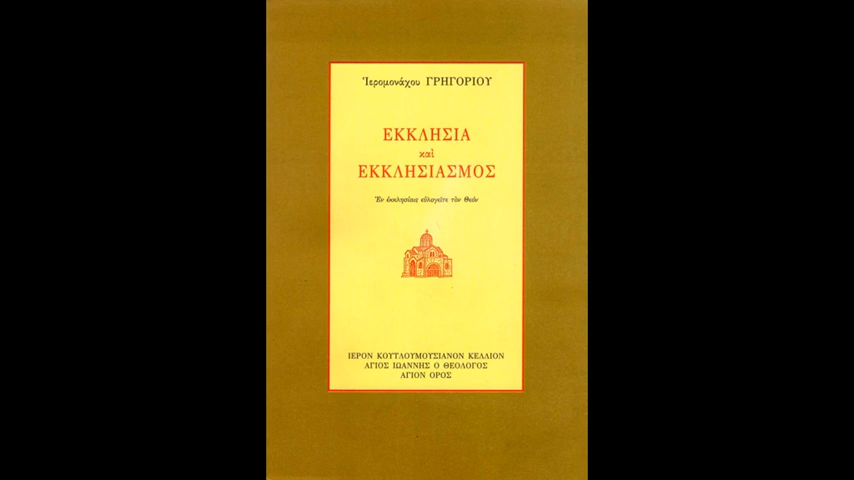 Ἱερομονάχου ΓΡΗΓΟΡΙΟΥ
ΕΚΚΛΗΣΙΑ
καὶ
ΕΚΚΛΗΣΙΑΣΜΟΣ
Ἐν ἐκκλησίαις εὐλογεῖτε τὸν Θεόν
ΙΕΡΟΝ ΚΟΥΤΛΟΥΜΟΥΣΙΑΝΟΝ ΚΕΛΛΙΟΝ
ΑΓΙΟΣ ΙΩΑΝΝΗΣ Ο ΘΕΟΛΟΓΟΣ
ΑΓΙΟΝ ΟΡΟΣ